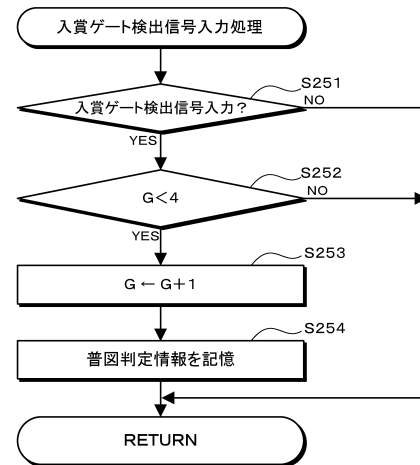 入賞ゲート検出信号入力処理
S251
入賞ゲート検出信号入力？
NO
YES
S252
G＜4
NO
YES
S253
G ← G＋1
S254
普図判定情報を記憶
RETURN